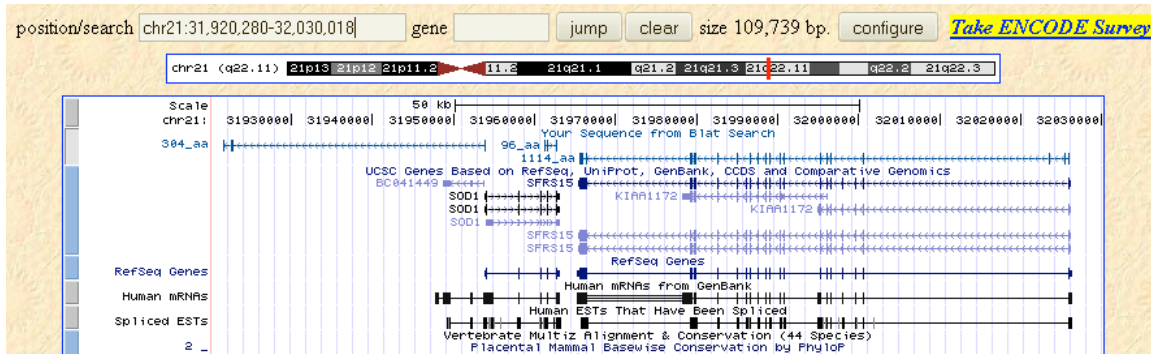 position/search chr21:31,920,280-32,030,018 gene jump clear size 109,739 bp. configure Take ENCODE Survey
chr21 (q22.11) 21p13 21p12 21p11.2 11.2 21q21.1 q21.2 21q21.3 21q22.11 q22.2 21q22.3
Scale 50 kb
chr21: 31930000 31940000 31950000 31960000 31970000 31980000 31990000 32000000 32010000 32020000 32030000
Your Sequence from Blat Search
304_aa 96_aa
1114_aa
UCSC Genes Based on RefSeq, UniProt, GenBank, CCDS and Comparative Genomics
BC041449 SFRS15
SOD1 KIAA1172
SOD1 KIAA1172
SOD1
SFRS15
SFRS15
RefSeq Genes
RefSeq Genes
Human mRNAs from GenBank
Human mRNAs
Human ESTs That Have Been Spliced
Spliced ESTs
Vertebrate Multiz Alignment & Conservation (44 Species)
2 _ Placental Mammal Basewise Conservation by PhyloP